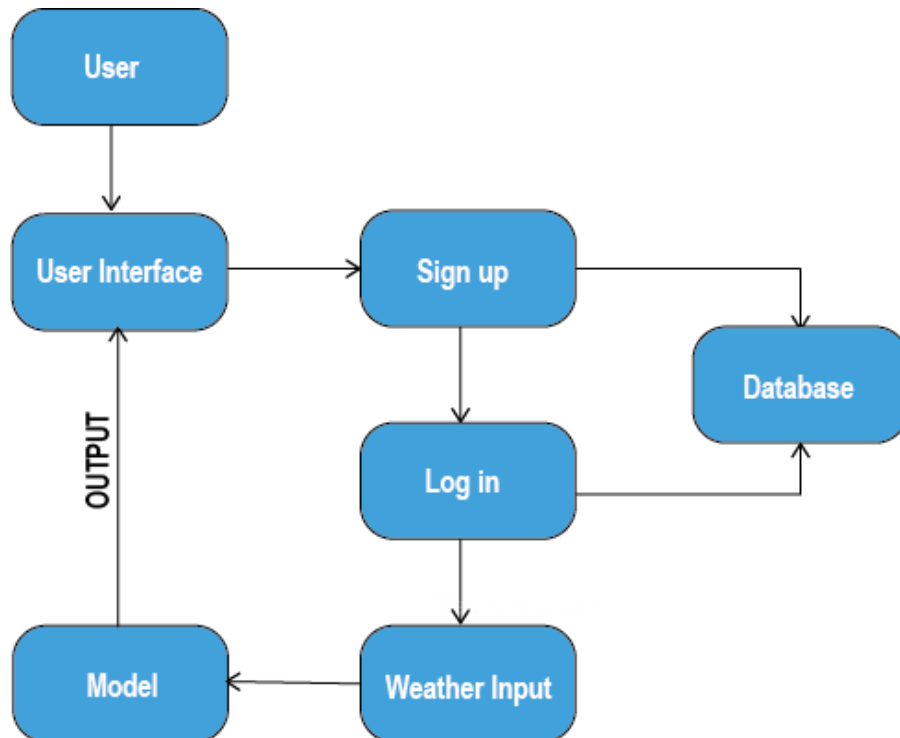 User
User Interface
Sign up
Database
Log in
OUTPUT
Model
Weather Input